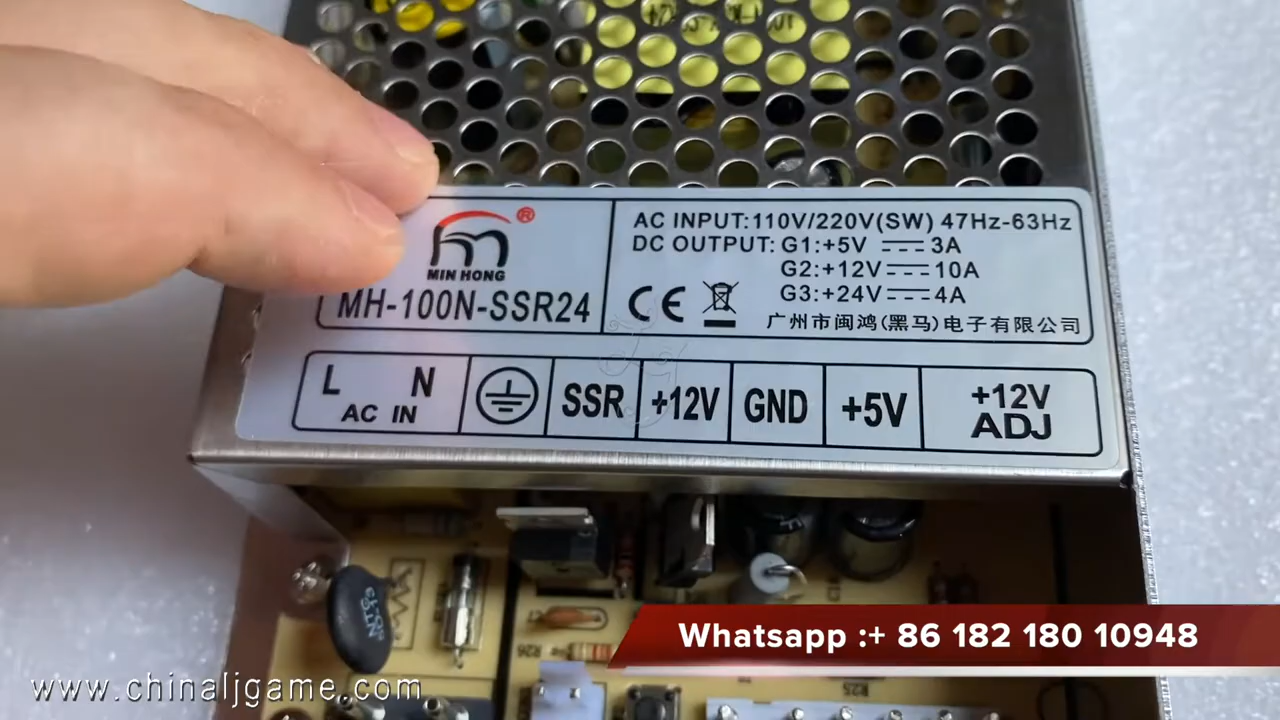 AC INPUT:110V/220V(SW) 47Hz-63Hz
DC OUTPUT: G1:+5V 3A
G2:+12V 10A
G3:+24V 4A
广州市闽鸿(黑马)电子有限公司
®
MIN HONG
MH-100N-SSR24
CE
L N
AC IN
SSR
+12V
GND
+5V
+12V
ADJ
R26
R25
Whatsapp :+ 86 182 180 10948
www.chinaljgame.com